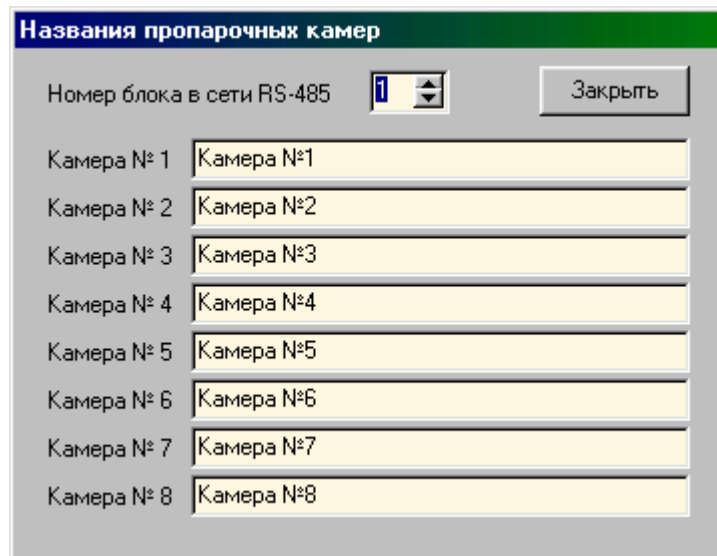 Названия пропарочных камер
Номер блока в сети RS-485 1 Закрыть
Камера № 1 Камера №1
Камера № 2 Камера №2
Камера № 3 Камера №3
Камера № 4 Камера №4
Камера № 5 Камера №5
Камера № 6 Камера №6
Камера № 7 Камера №7
Камера № 8 Камера №8